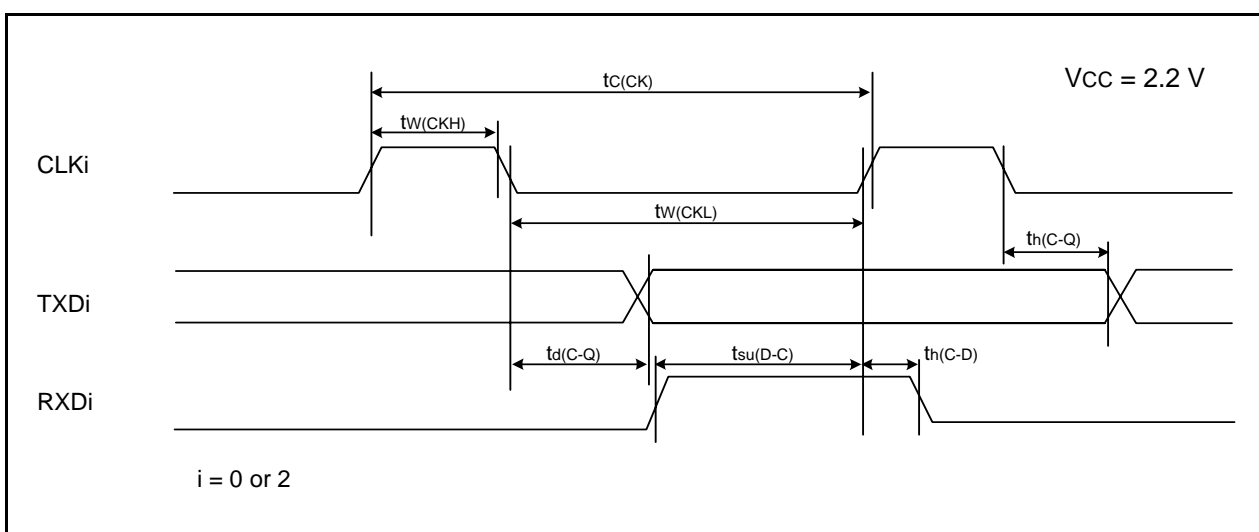 tC(CK)
VCC = 2.2 V
tW(CKH)
CLKi
tW(CKL)
th(C-Q)
TXDi
td(C-Q)
tsu(D-C)
th(C-D)
RXDi
i = 0 or 2